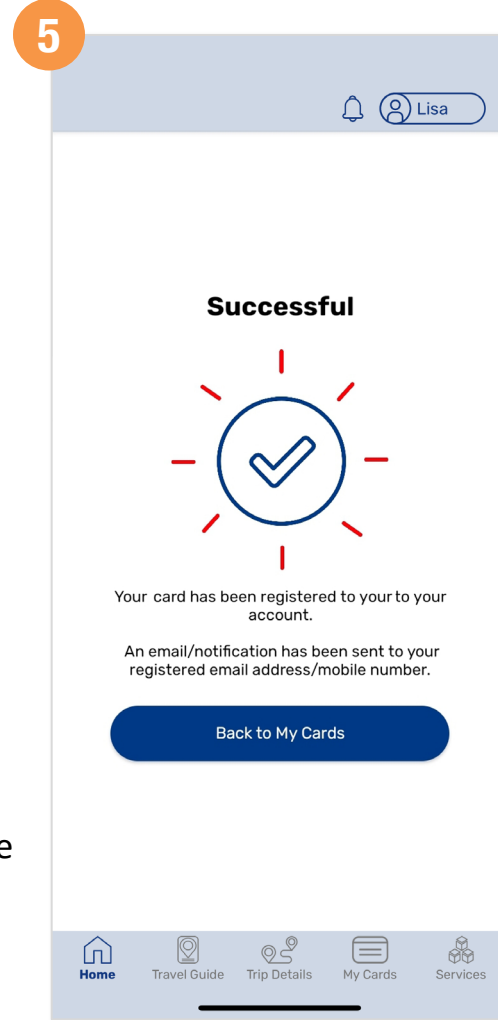 5
Lisa
Successful
Your card has been registered to your to your
account.
An email/notification has been sent to your
registered email address/mobile number.
Back to My Cards
e
Home Travel Guide Trip Details My Cards Services